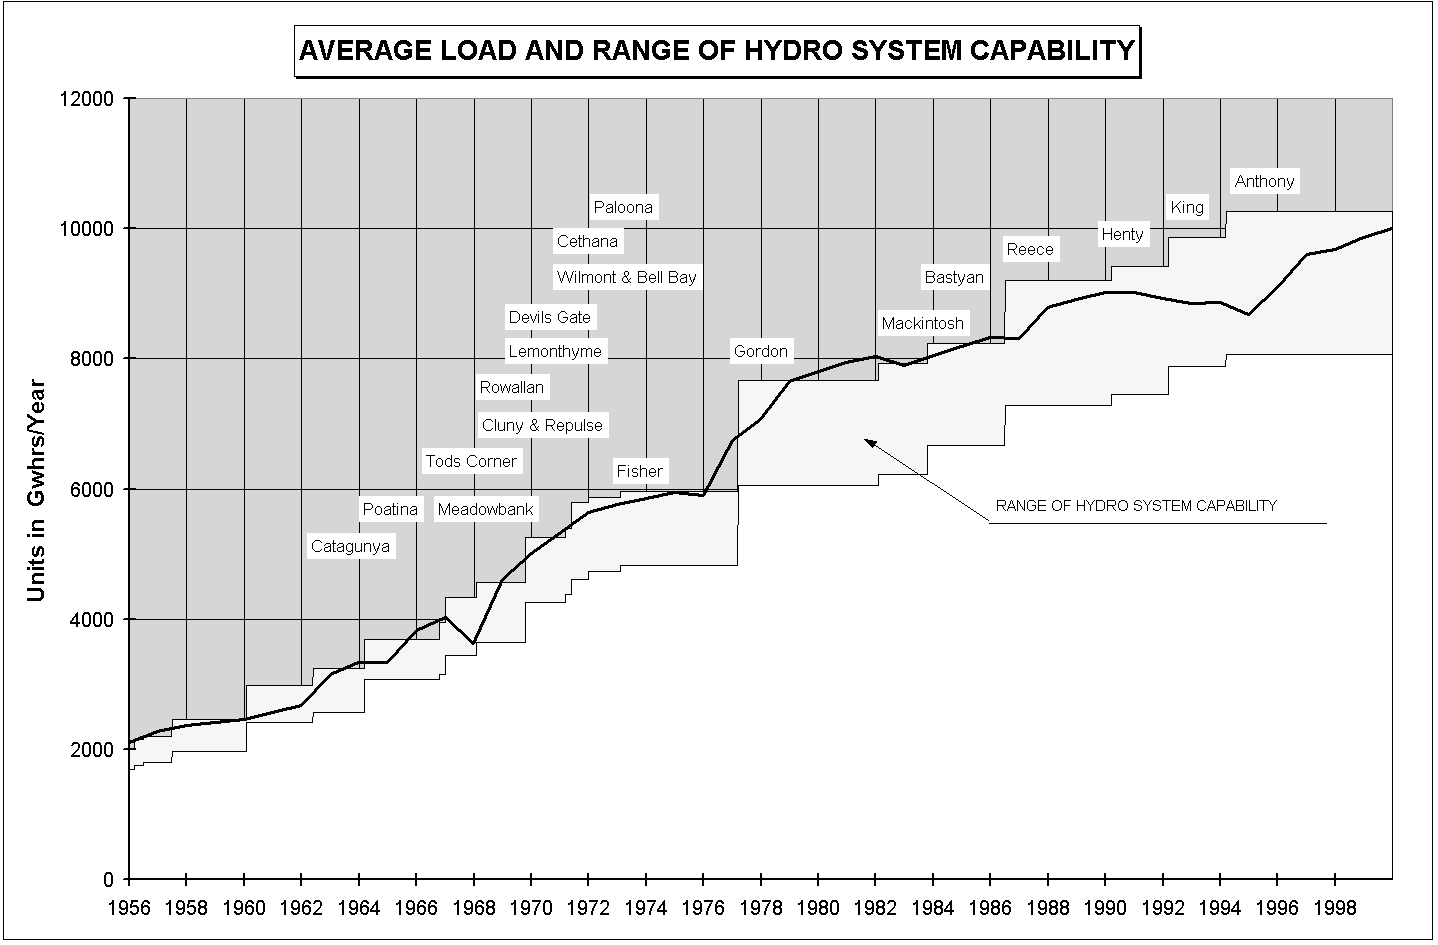 AVERAGE LOAD AND RANGE OF HYDRO SYSTEM CAPABILITY
12000
10000
8000
6000
4000
2000
0
Units in Gwhrs/Year
Anthony
Paloona
King
Henty
Cethana
Reece
Wilmont & Bell Bay
Bastyan
Devils Gate
Mackintosh
Lemonthyme
Gordon
Rowallan
Cluny & Repulse
Tods Corner
Fisher
Poatina
Meadowbank
RANGE OF HYDRO SYSTEM CAPABILITY
Catagunya
1956 1958 1960 1962 1964 1966 1968 1970 1972 1974 1976 1978 1980 1982 1984 1986 1988 1990 1992 1994 1996 1998